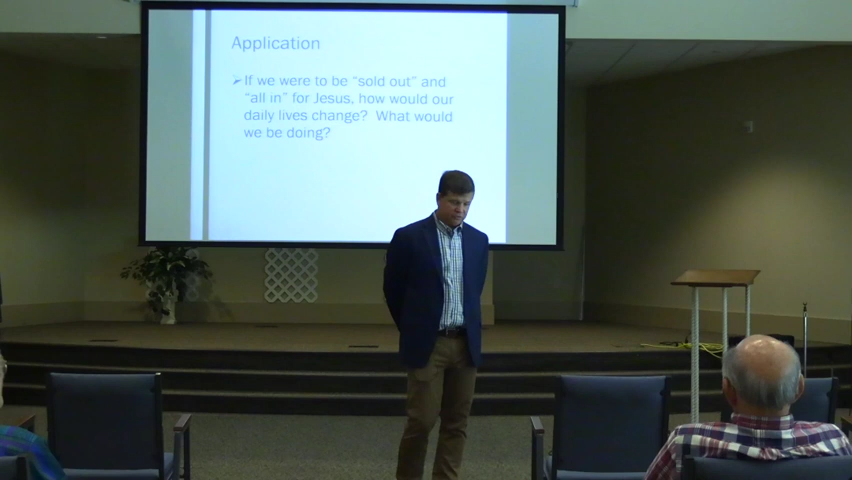 Application
➢If we were to be “sold out” and
“all in” for Jesus, how would our
daily lives change?  What would
we be doing?